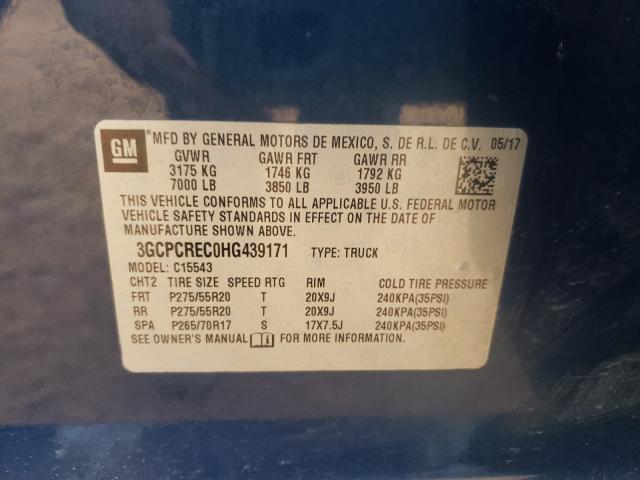 GM ®MFD BY GENERAL MOTORS DE MEXICO, S. DE R.L. DE C.V. 05/17
GVWR GAWR FRT GAWR RR
3175 KG 1746 KG 1792 KG
7000 LB 3850 LB 3950 LB
THIS VEHICLE CONFORMS TO ALL APPLICABLE U.S. FEDERAL MOTOR
VEHICLE SAFETY STANDARDS IN EFFECT ON THE DATE OF
MANUFACTURE SHOWN ABOVE.
3GCPCREC0HG439171 TYPE: TRUCK
MODEL: C15543
CHT2 TIRE SIZE SPEED RTG RIM COLD TIRE PRESSURE
FRT P275/55R20 T 20X9J 240KPA(35PSI)
RR P275/55R20 T 20X9J 240KPA(35PSI)
SPA P265/70R17 S 17X7.5J 240KPA(35PSI)
SEE OWNER'S MANUAL FOR MORE INFORMATION.